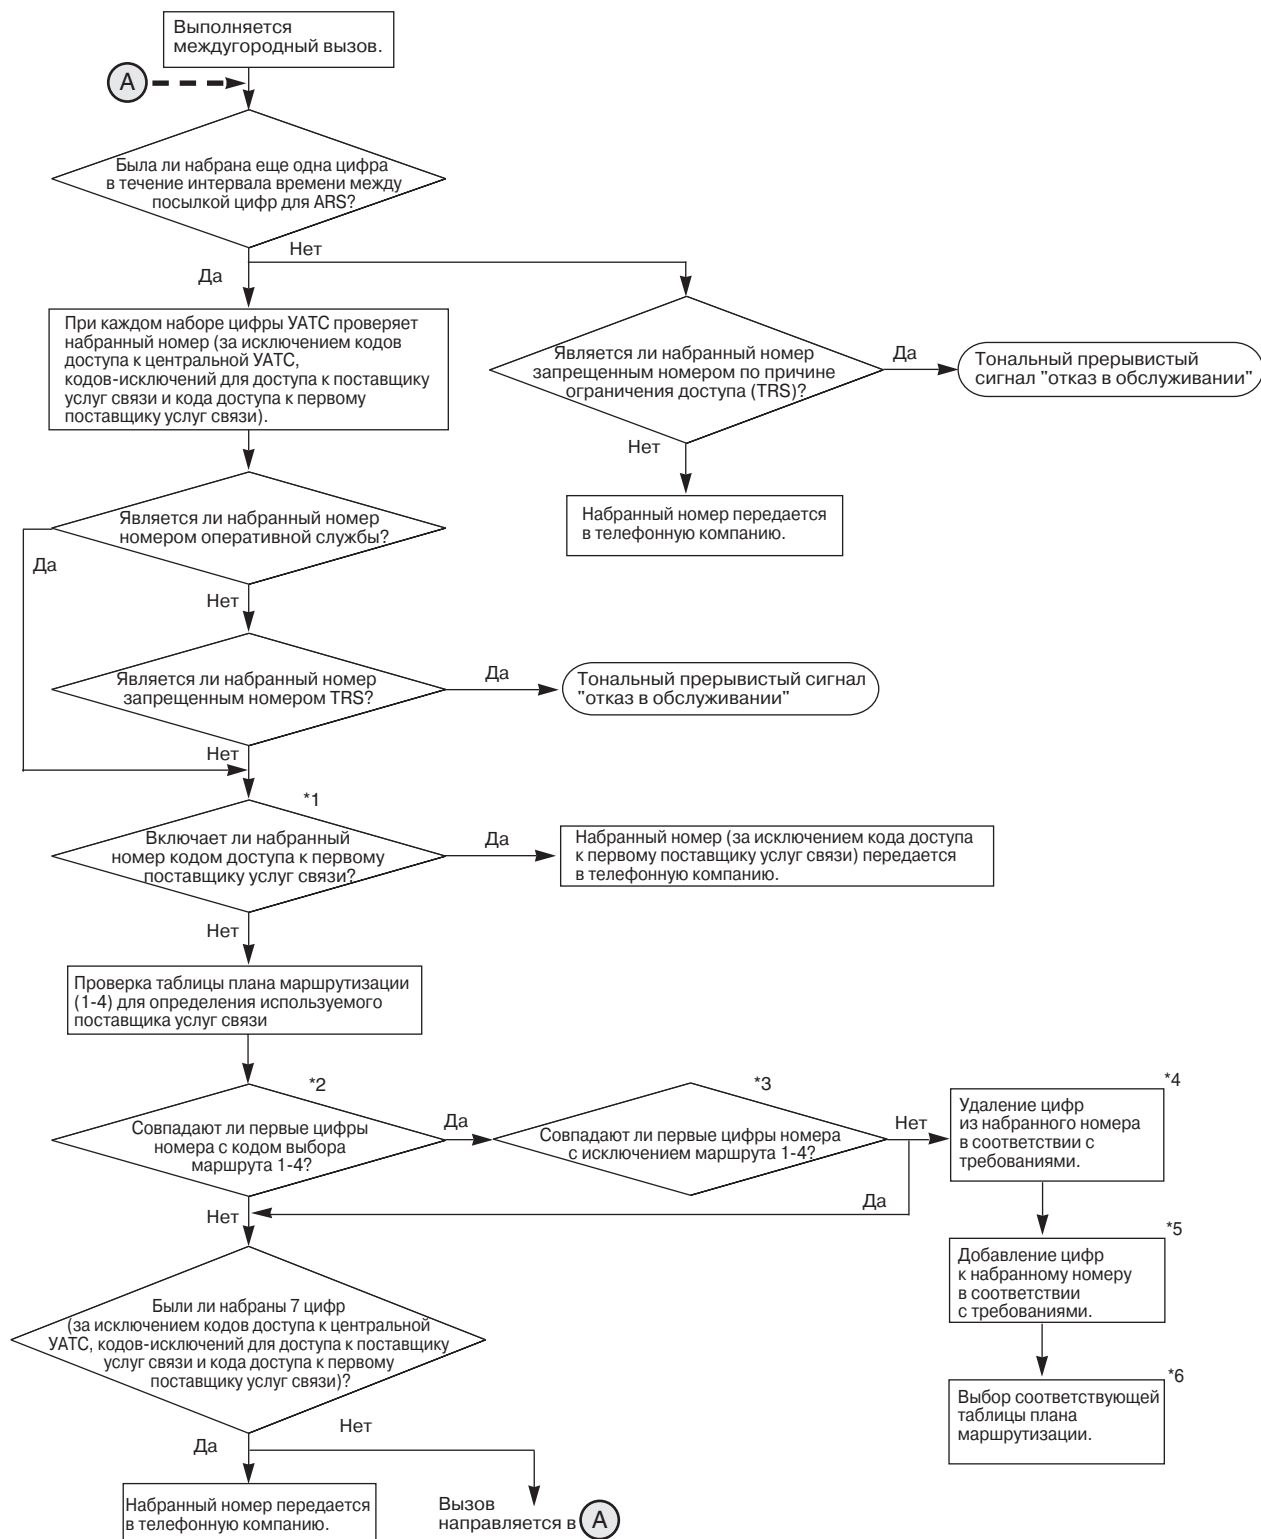 Выполняется
междугородный вызов.
A
Была ли набрана еще одна цифра
в течение интервала времени между
посылкой цифр для ARS?
Нет
Да
При каждом наборе цифры УАТС проверяет
набранный номер (за исключением кодов
доступа к центральной УАТС,
кодов-исключений для доступа к поставщику
услуг связи и кода доступа к первому
поставщику услуг связи).
Является ли набранный номер
запрещенным номером по причине
ограничения доступа (TRS)?
Да
Тональный прерывистый
сигнал "отказ в обслуживании"
Нет
Набранный номер передается
в телефонную компанию.
Является ли набранный номер
номером оперативной службы?
Да
Нет
Является ли набранный номер
запрещенным номером TRS?
Да
Тональный прерывистый сигнал
"отказ в обслуживании"
Нет
*1
Включает ли набранный
номер кодом доступа к первому
поставщику услуг связи?
Да
Набранный номер (за исключением кода доступа
к первому поставщику услуг связи) передается
в телефонную компанию.
Нет
Проверка таблицы плана маршрутизации
(1-4) для определения используемого
поставщика услуг связи
*2
Совпадают ли первые цифры
номера с кодом выбора
маршрута 1-4?
Да
*3
Совпадают ли первые цифры номера
с исключением маршрута 1-4?
Нет
*4
Удаление цифр
из набранного номера
в соответствии с
требованиями.
Да
Нет
*5
Добавление цифр
к набранному номеру
в соответствии
с требованиями.
Были ли набраны 7 цифр
(за исключением кодов доступа к центральной
УАТС, кодов-исключений для доступа к поставщику
услуг связи и кода доступа к первому
поставщику услуг связи)?
*6
Выбор соответствующей
таблицы плана
маршрутизации.
Нет
Да
Набранный номер передается
в телефонную компанию.
Вызов
направляется в A